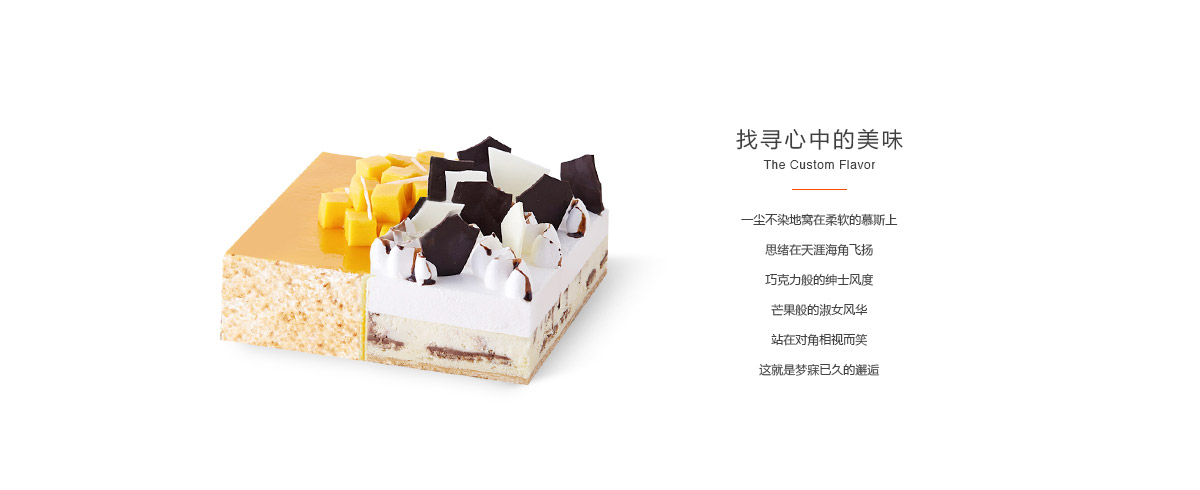 找寻心中的美味
The Custom Flavor
一尘不染地窝在柔软的慕斯上
思绪在天涯海角飞扬
巧克力般的绅士风度
芒果般的淑女风华
站在对角相视而笑
这就是梦寐已久的邂逅